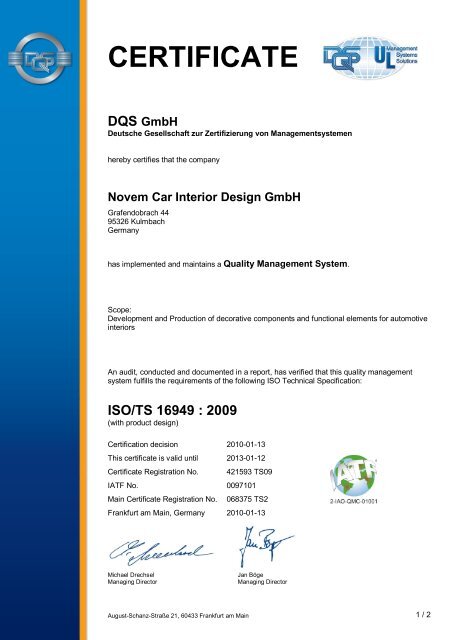 DQS
CERTIFICATE
DQS UL Management Systems Solutions
DQS GmbH
Deutsche Gesellschaft zur Zertifizierung von Managementsystemen
hereby certifies that the company
Novem Car Interior Design GmbH
Grafendobrach 44
95326 Kulmbach
Germany
has implemented and maintains a Quality Management System.
Scope:
Development and Production of decorative components and functional elements for automotive
interiors
An audit, conducted and documented in a report, has verified that this quality management
system fulfills the requirements of the following ISO Technical Specification:
ISO/TS 16949 : 2009
(with product design)
Certification decision 2010-01-13
This certificate is valid until 2013-01-12
Certificate Registration No. 421593 TS09
IATF No. 0097101
Main Certificate Registration No. 068375 TS2
Frankfurt am Main, Germany 2010-01-13
IATF
2-IAO-QMC-01001
Jan Böge
Michael Drechsel Jan Böge
Managing Director Managing Director
August-Schanz-Straße 21, 60433 Frankfurt am Main 1 / 2